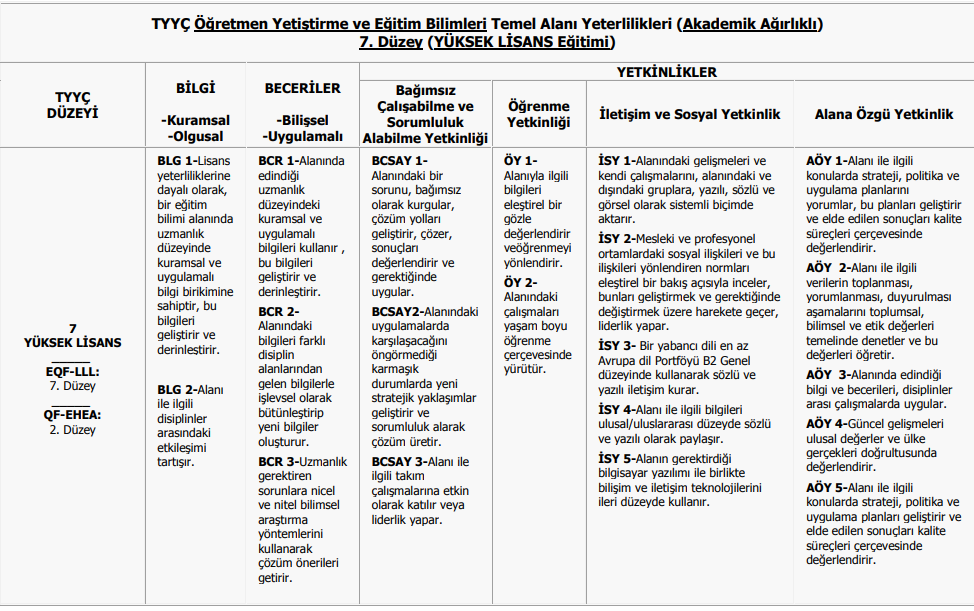 TYYÇ Öğretmen Yetiştirme ve Eğitim Bilimleri Temel Alanı Yeterlilikleri (Akademik Ağırlıklı)
7. Düzey (YÜKSEK LİSANS Eğitimi)
TYYÇ
DÜZEYİ
BİLGİ
-Kuramsal
-Olgusal
BECERİLER
-Bilişsel
-Uygulamalı
YETKİNLİKLER
Bağımsız
Çalışabilme ve
Sorumluluk
Alabilme Yetkinliği
Öğrenme
Yetkinliği
İletişim ve Sosyal Yetkinlik
Alana Özgü Yetkinlik
7
YÜKSEK LİSANS
______
EQF-LLL:
7. Düzey
______
QF-EHEA:
2. Düzey
BLG 1-Lisans
yeterliliklerine
dayalı olarak,
bir eğitim
bilimi alanında
uzmanlık
düzeyinde
kuramsal ve
uygulamalı
bilgi birikimine
sahiptir, bu
bilgileri
geliştirir ve
derinleştirir.
BLG 2-Alanı
ile ilgili
disiplinler
arasındaki
etkileşimi
tartışır.
BCR 1-Alanında
edindiği
uzmanlık
düzeyindeki
kuramsal ve
uygulamalı
bilgileri kullanır ,
bu bilgileri
geliştirir ve
derinleştirir.
BCR 2-
Alanındaki
bilgileri farklı
disiplin
alanlarından
gelen bilgilerle
işlevsel olarak
bütünleştirip
yeni bilgiler
oluşturur.
BCR 3-Uzmanlık
gerektiren
sorunlara nicel
ve nitel bilimsel
araştırma
yöntemlerini
kullanarak
çözüm önerileri
getirir.
BCSAY 1-
Alanındaki bir
sorunu, bağımsız
olarak kurgular,
çözüm yolları
geliştirir, çözer,
sonuçları
değerlendirir ve
gerektiğinde
uygular.
BCSAY2-Alanındaki
uygulamalarda
karşılaşacağını
öngörmediği
karmaşık
durumlarda yeni
stratejik yaklaşımlar
geliştirir ve
sorumluluk alarak
çözüm üretir.
BCSAY 3-Alanı ile
ilgili takım
çalışmalarına etkin
olarak katılır veya
liderlik yapar.
ÖY 1-
Alanıyla ilgili
bilgileri
eleştirel bir
gözle
değerlendirir
veöğrenmeyi
yönlendirir.
ÖY 2-
Alanındaki
çalışmaları
yaşam boyu
öğrenme
çerçevesinde
yürütür.
İSY 1-Alanındaki gelişmeleri ve
kendi çalışmalarını, alanındaki ve
dışındaki gruplara, yazılı, sözlü ve
görsel olarak sistemli biçimde
aktarır.
İSY 2-Mesleki ve profesyonel
ortamlardaki sosyal ilişkileri ve bu
ilişkileri yönlendiren normları
eleştirel bir bakış açısıyla inceler,
bunları geliştirmek ve gerektiğinde
değiştirmek üzere harekete geçer,
liderlik yapar.
İSY 3- Bir yabancı dili en az
Avrupa dil Portföyü B2 Genel
düzeyinde kullanarak sözlü ve
yazılı iletişim kurar.
İSY 4-Alanı ile ilgili bilgileri
ulusal/uluslararası düzeyde sözlü
ve yazılı olarak paylaşır.
İSY 5-Alanın gerektirdiği
bilgisayar yazılımı ile birlikte
bilişim ve iletişim teknolojilerini
ileri düzeyde kullanır.
AÖY 1-Alanı ile ilgili
konularda strateji, politika ve
uygulama planlarını
yorumlar, bu planları geliştirir
ve elde edilen sonuçları kalite
süreçleri çerçevesinde
değerlendirir.
AÖY 2-Alanı ile ilgili
verilerin toplanması,
yorumlanması, duyurulması
aşamalarını toplumsal,
bilimsel ve etik değerleri
temelinde denetler ve bu
değerleri öğretir.
AÖY 3-Alanında edindiği
bilgi ve becerileri, disiplinler
arası çalışmalarda uygular.
AÖY 4-Güncel gelişmeleri
ulusal değerler ve ülke
gerçekleri doğrultusunda
değerlendirir.
AÖY 5-Alanı ile ilgili
konularda strateji, politika ve
uygulama planları geliştirir ve
elde edilen sonuçları kalite
süreçleri çerçevesinde
değerlendirir.